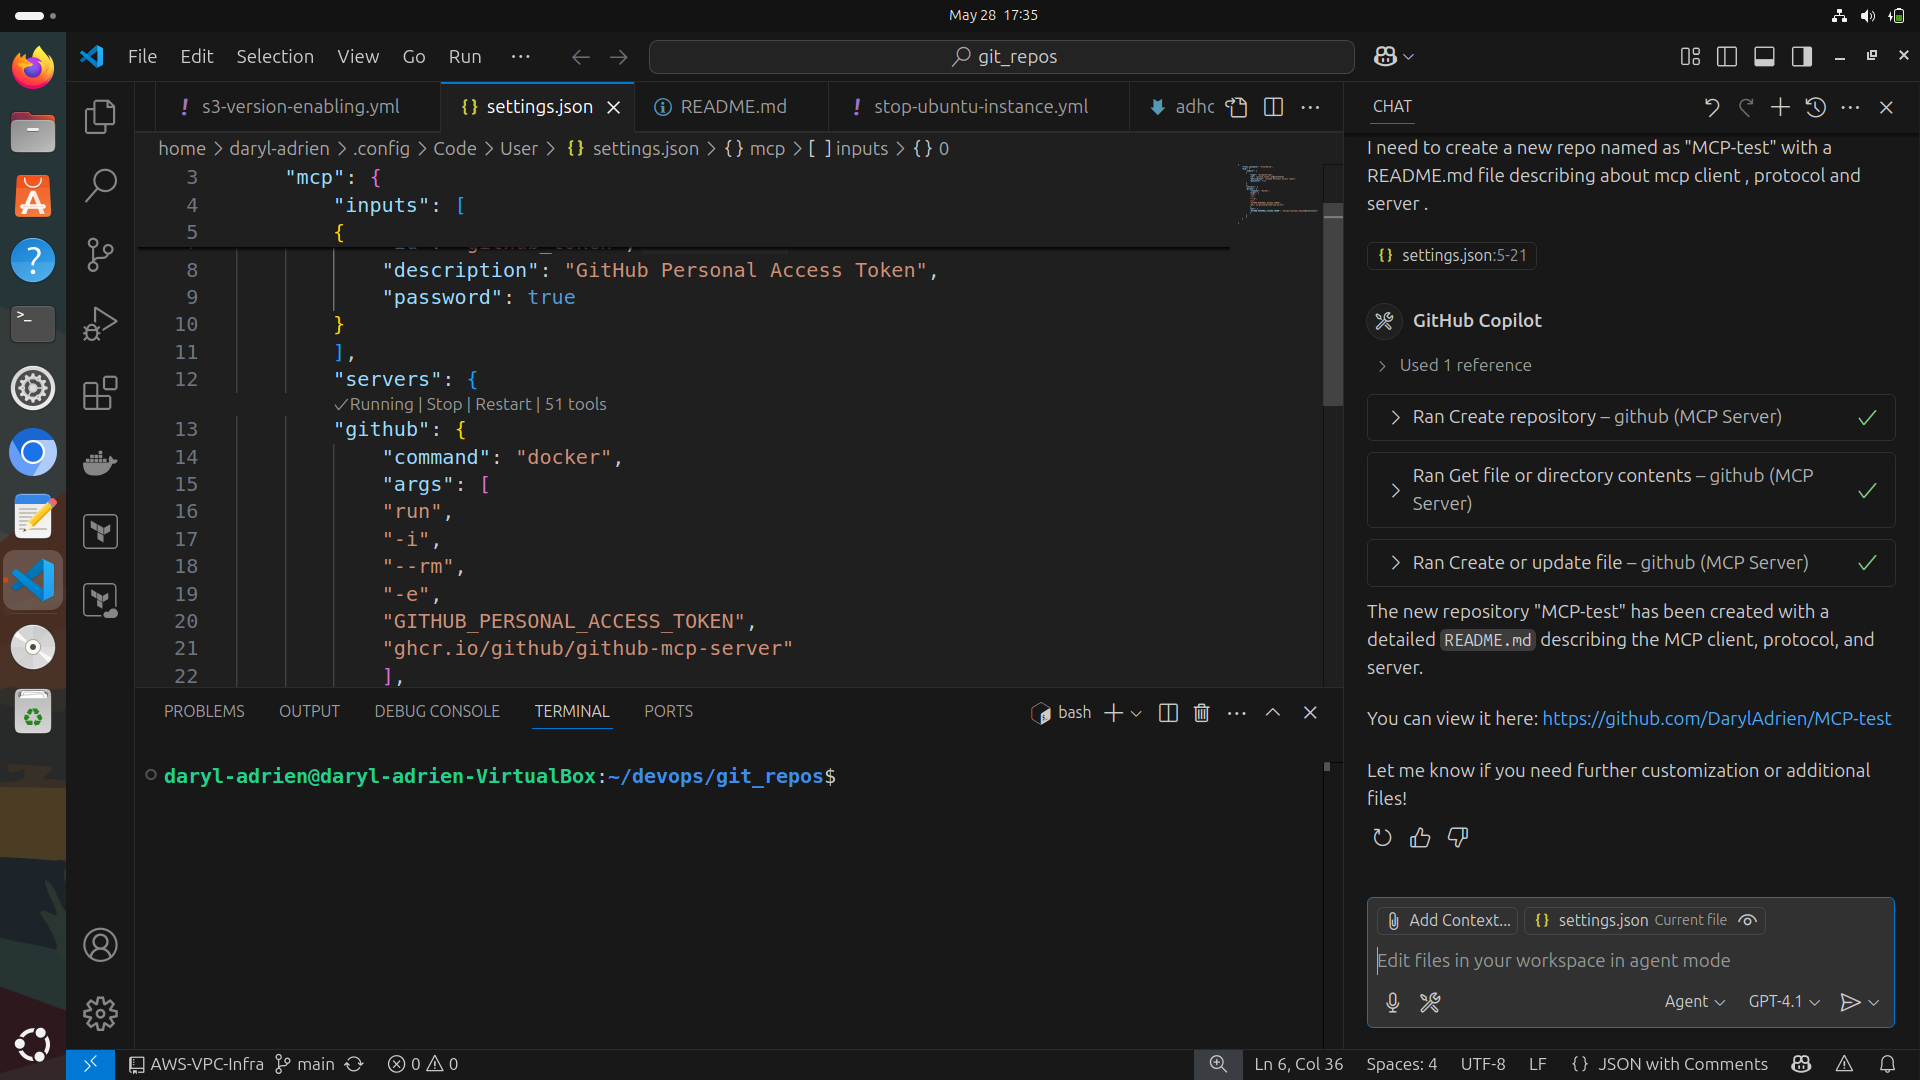 May 28 17:35
File Edit Selection View Go Run ···
git_repos
! s3-version-enabling.yml
{} settings.json
README.md
! stop-ubuntu-instance.yml
adhc
home > daryl-adrien > .config > Code > User > {} settings.json > {} mcp > [ ] inputs > {} 0
3 "mcp": {
4 "inputs": [
5 {
8 "description": "GitHub Personal Access Token",
9 "password": true
10 }
11 ],
12 "servers": {
✓Running | Stop | Restart | 51 tools
13 "github": {
14 "command": "docker",
15 "args": [
16 "run",
17 "-i",
18 "--rm",
19 "-e",
20 "GITHUB_PERSONAL_ACCESS_TOKEN",
21 "ghcr.io/github/github-mcp-server"
22 ],
PROBLEMS OUTPUT DEBUG CONSOLE TERMINAL PORTS
bash
daryl-adrien@daryl-adrien-VirtualBox:~/devops/git_repos$
CHAT
I need to create a new repo named as "MCP-test" with a
README.md file describing about mcp client , protocol and
server .
{} settings.json:5-21
GitHub Copilot
> Used 1 reference
> Ran Create repository – github (MCP Server)
> Ran Get file or directory contents – github (MCP
Server)
> Ran Create or update file – github (MCP Server)
The new repository "MCP-test" has been created with a
detailed README.md describing the MCP client, protocol, and
server.
You can view it here: https://github.com/DarylAdrien/MCP-test
Let me know if you need further customization or additional
files!
Add Context... {} settings.json Current file
Edit files in your workspace in agent mode
Agent GPT-4.1
AWS-VPC-Infra main 0 0
Ln 6, Col 36 Spaces: 4 UTF-8 LF {} JSON with Comments